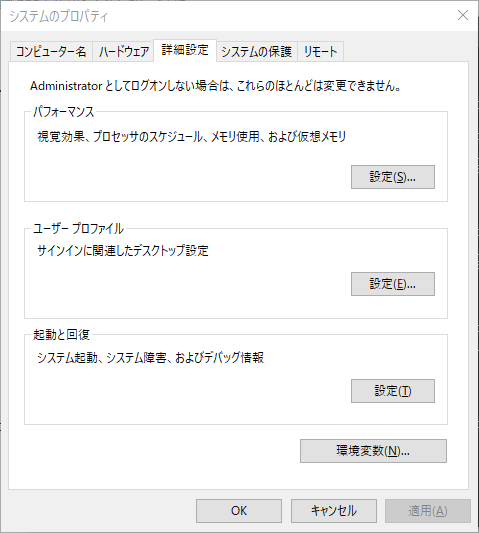 システムのプロパティ
コンピューター名 ハードウェア 詳細設定 システムの保護 リモート
Administrator としてログオンしない場合は、これらのほとんどは変更できません。
パフォーマンス
視覚効果、プロセッサのスケジュール、メモリ使用、および仮想メモリ
設定(S)...
ユーザー プロファイル
サインインに関連したデスクトップ設定
設定(E)...
起動と回復
システム起動、システム障害、およびデバッグ情報
設定(T)
環境変数(N)...
OK キャンセル 適用(A)